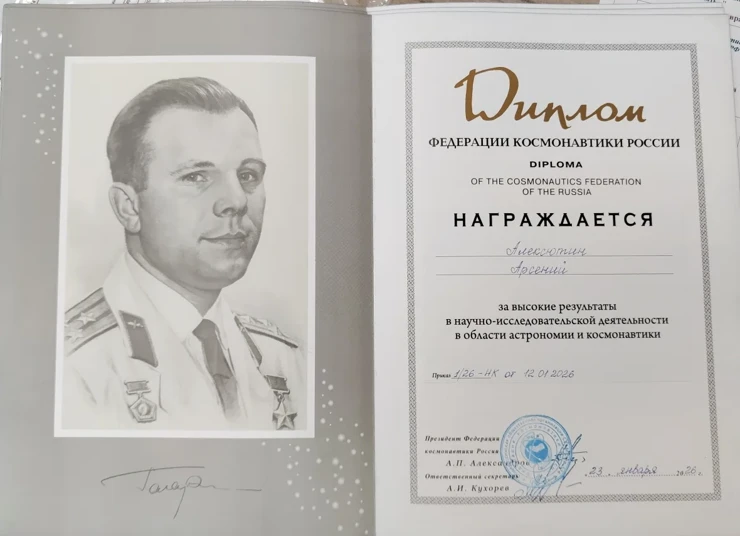 Гагарин
Диплом
ФЕДЕРАЦИИ КОСМОНАВТИКИ РОССИИ
DIPLOMA
OF THE COSMONAUTICS FEDERATION
OF THE RUSSIA
НАГРАЖДАЕТСЯ
Алексютин
Арсений
за высокие результаты
в научно-исследовательской деятельности
в области астрономии и космонавтики
Приказ 1/26-НК от 12.01.2026
Президент Федерации
космонавтики России
А.П. Александров
23 января 2026 г.
Ответственный секретарь
А.И. Кухорев